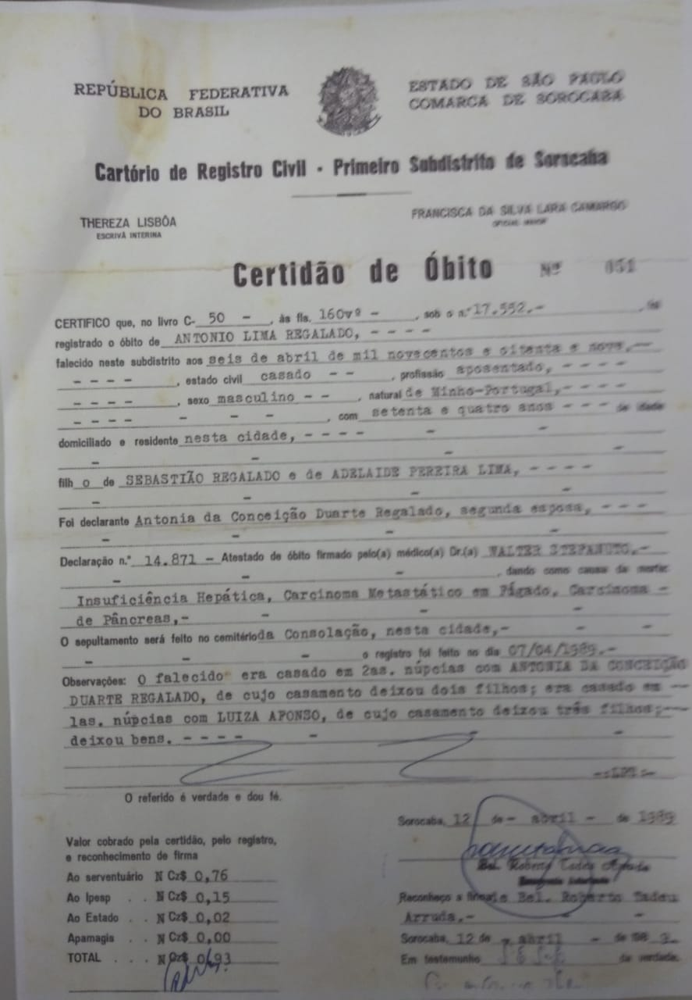 REPÚBLICA FEDERATIVA
DO BRASIL
ESTADO DE SÃO PAULO
COMARCA DE SOROCABA
Cartório de Registro Civil - Primeiro Subdistrito de Sorocaba
THEREZA LISBÔA
ESCRIVÃ INTERINA
FRANCISCA DA SILVA LARA CAMARGO
OFICIAL MAIOR
Certidão de Óbito Nº 051
CERTIFICO que, no livro C- 50 - , às fls. 160vº - , sob o n.º 17.552.- , foi
registrado o óbito de ANTONIO LIMA REGALADO, - - - -
falecido neste subdistrito aos seis de abril de mil novecentos e oitenta e nove,-
- - - - , estado civil casado - - , profissão aposentado, - - - -
- - - - , sexo masculino - - , natural de Minho-Portugal,- - - -
- - - - - - - , com setenta e quatro anos - - - de idade
domiciliado e residente nesta cidade, - - - - - -
- - - -
filh o de SEBASTIÃO REGALADO e de ADELAIDE PEREIRA LIMA, - - - -
- - - -
Foi declarante Antonia da Conceição Duarte Regalado, segunda esposa, - - -
- - - -
Declaração n.º 14.871 - Atestado de óbito firmado pelo(a) médico(a) Dr.(a) WALTER STEFANUTO,-
- - - , dando como causa da morte:
Insuficiência Hepática, Carcinoma Metastático em Fígado, Carcinoma -
de Pâncreas,- - - -
O sepultamento será feito no cemitério da Consolação, nesta cidade,- - -
- - - o registro foi feito no dia 07/04/1989.-
Observações: O falecido era casado em 2as. núpcias com ANTONIA DA CONCEIÇÃO
DUARTE REGALADO, de cujo casamento deixou dois filhos; era casado em --
1as. núpcias com LUIZA AFONSO, de cujo casamento deixou três filhos;--
deixou bens. - - - - - - -
O referido é verdade e dou fé.
Sorocaba, 12 de - abril - de 1989
Valor cobrado pela certidão, pelo registro,
e reconhecimento de firma
Ao serventuário N Cz$ 0,76
Ao Ipesp . . N Cz$ 0,15
Ao Estado . . N Cz$ 0,02
Apamagis . . N Cz$ 0,00
TOTAL . . . N Cz$ 0,93
Bel. Roberto Tadeu Arruda
Reconheço a firma de Bel. Roberto Tadeu
Arruda,- - -
Sorocaba, 12 de - abril - de 198 9.
Em testemunho da verdade.